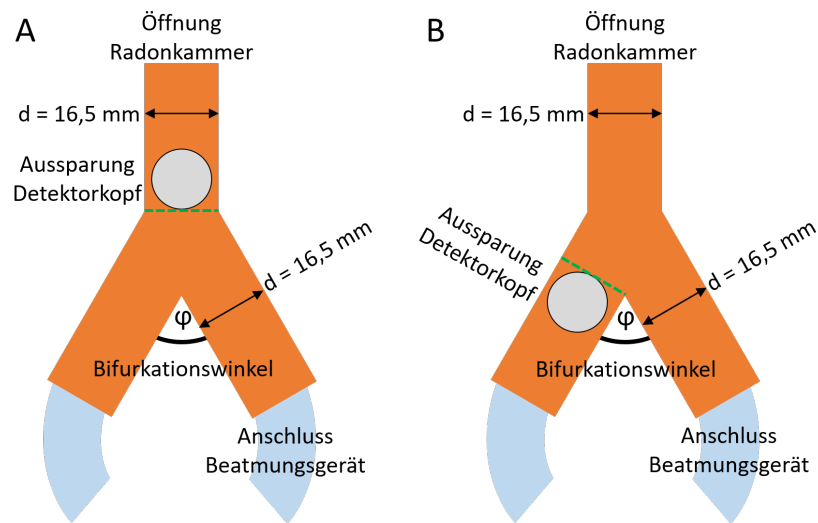 A
Öffnung
Radonkammer
d = 16,5 mm
Aussparung
Detektorkopf
d = 16,5 mm
φ
Bifurkationswinkel
Anschluss
Beatmungsgerät
B
Öffnung
Radonkammer
d = 16,5 mm
Aussparung
Detektorkopf
d = 16,5 mm
φ
Bifurkationswinkel
Anschluss
Beatmungsgerät